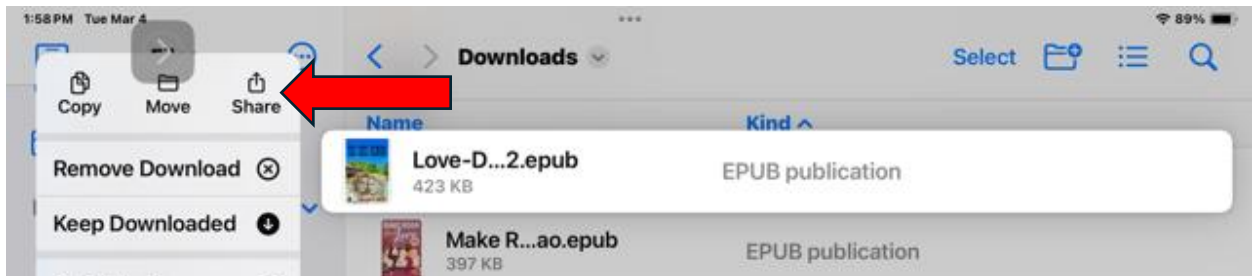 1:58 PM Tue Mar 4
89%
Downloads
Select
Copy Move Share
Name Kind
Remove Download
Love-D...2.epub
423 KB
EPUB publication
Keep Downloaded
Make R...ao.epub
397 KB
EPUB publication